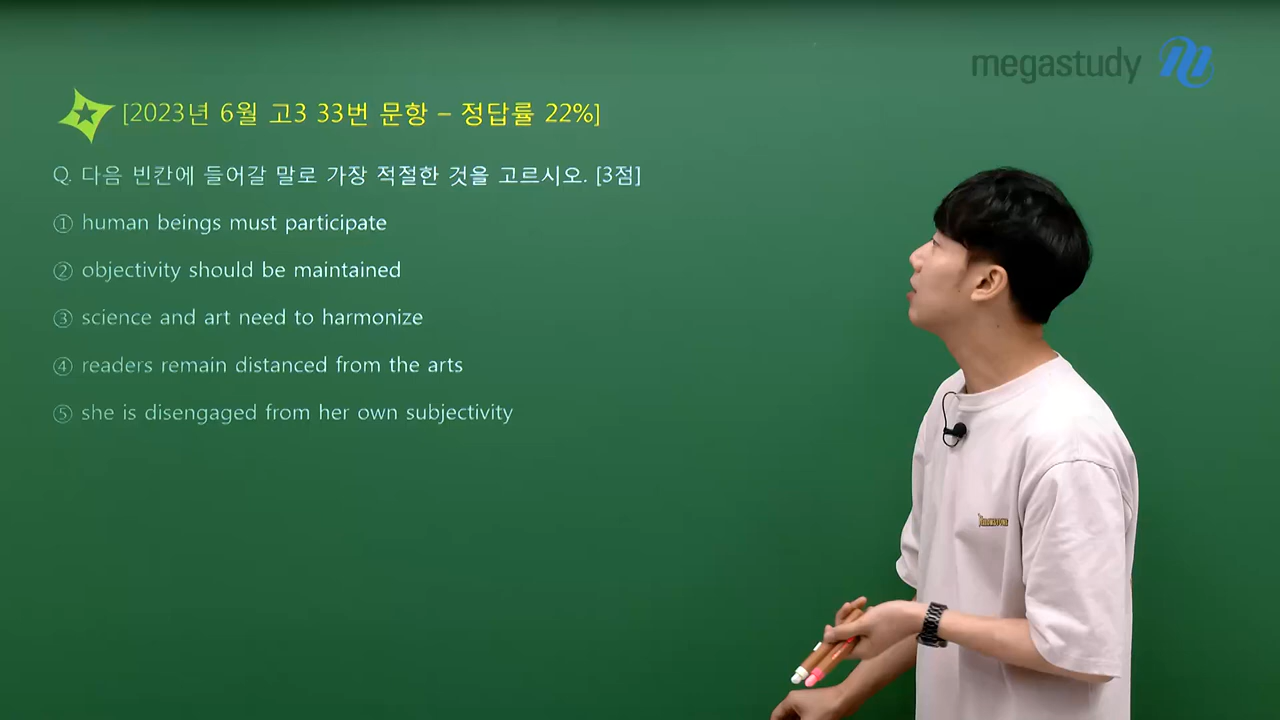 megastudy
[2023년 6월 고3 33번 문항 – 정답률 22%]
Q. 다음 빈칸에 들어갈 말로 가장 적절한 것을 고르시오. [3점]
① human beings must participate
② objectivity should be maintained
③ science and art need to harmonize
④ readers remain distanced from the arts
⑤ she is disengaged from her own subjectivity